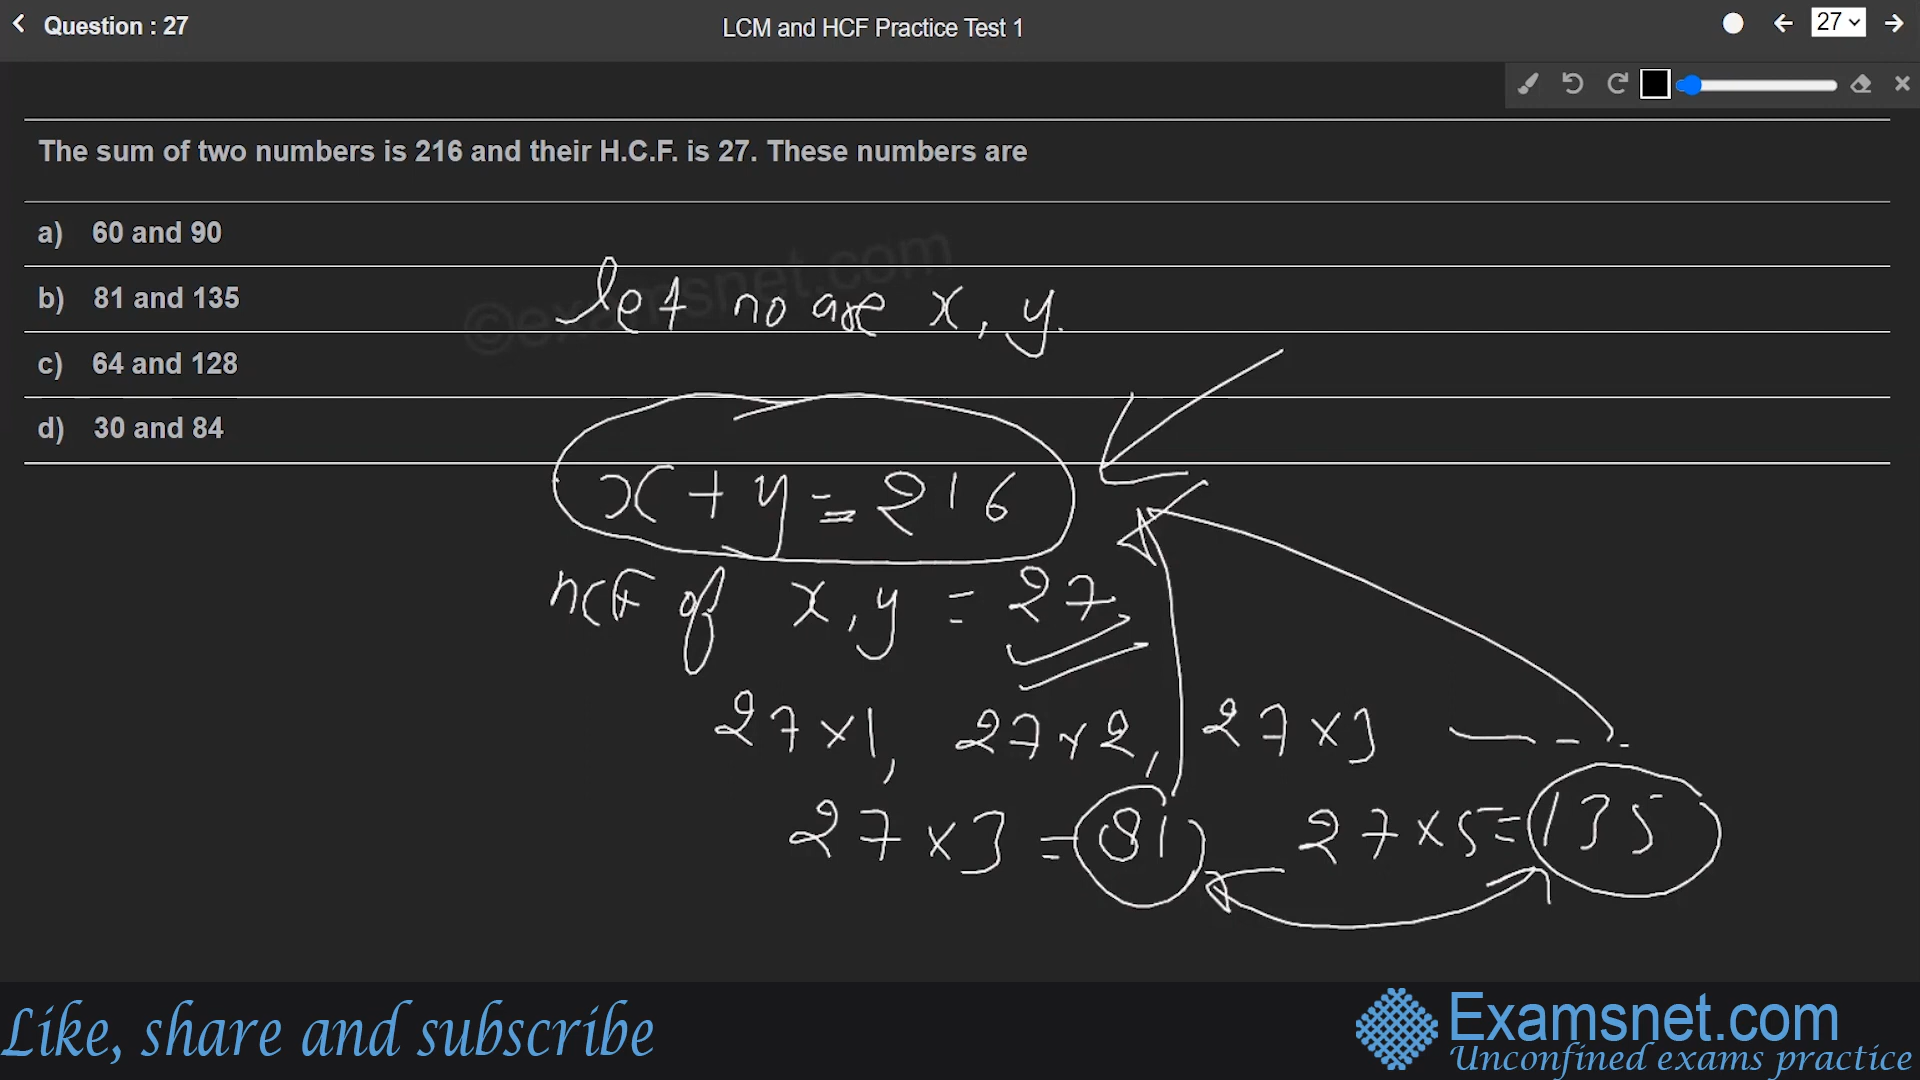 Question : 27
LCM and HCF Practice Test 1
27
The sum of two numbers is 216 and their H.C.F. is 27. These numbers are
a) 60 and 90
b) 81 and 135
c) 64 and 128
d) 30 and 84
©examsnet.com
let no are x, y.
x + y = 216
HCF of x, y = 27
27 × 1, 27 × 2, 27 × 3 — - -
27 × 3 = 81 27 × 5 = 135
Like, share and subscribe
Examsnet.com
Unconfined exams practice